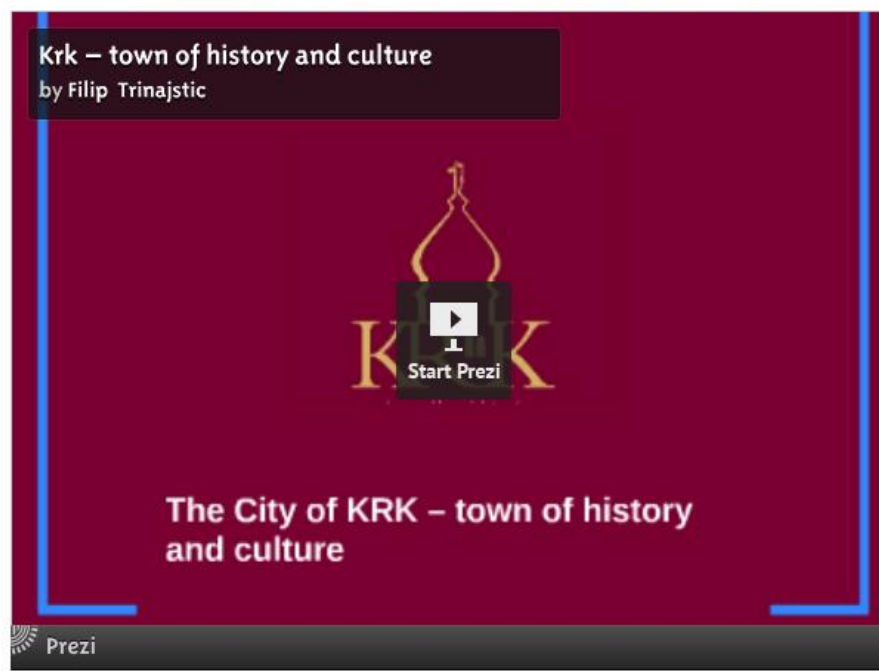 Krk – town of history and culture
by Filip Trinajstic
KRK
Start Prezi
The City of KRK – town of history
and culture
Prezi